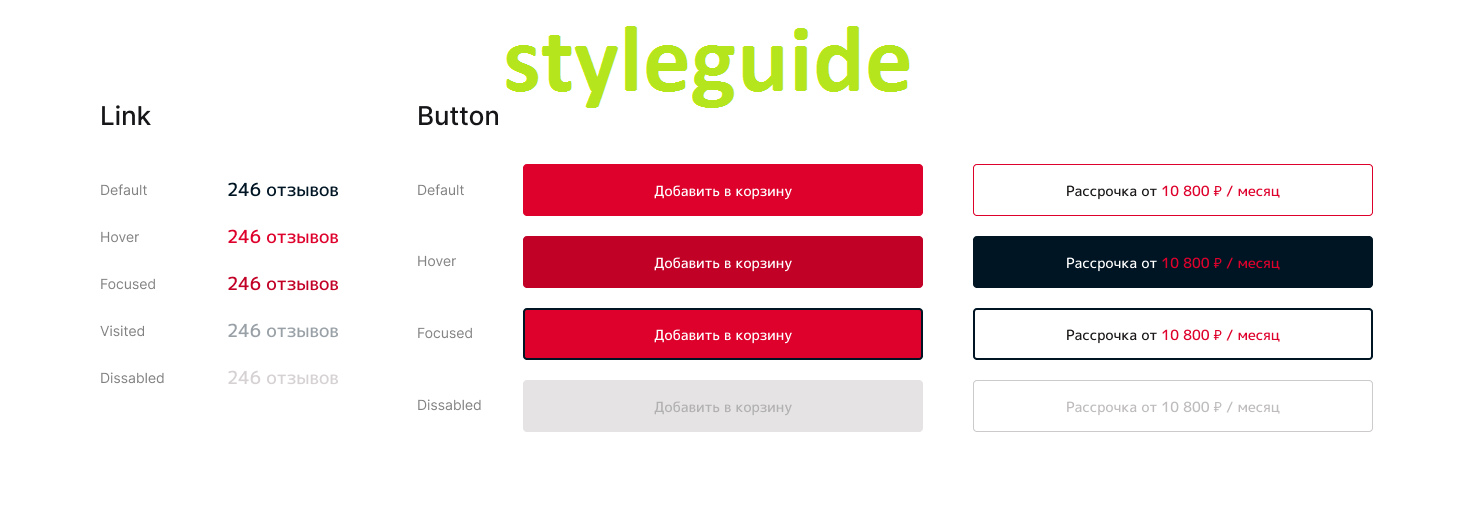 styleguide
Link
Button
Default 246 отзывов
Hover 246 отзывов
Focused 246 отзывов
Visited 246 отзывов
Dissabled 246 отзывов
Default Добавить в корзину Рассрочка от 10 800 ₽ / месяц
Hover Добавить в корзину Рассрочка от 10 800 ₽ / месяц
Focused Добавить в корзину Рассрочка от 10 800 ₽ / месяц
Dissabled Добавить в корзину Рассрочка от 10 800 ₽ / месяц